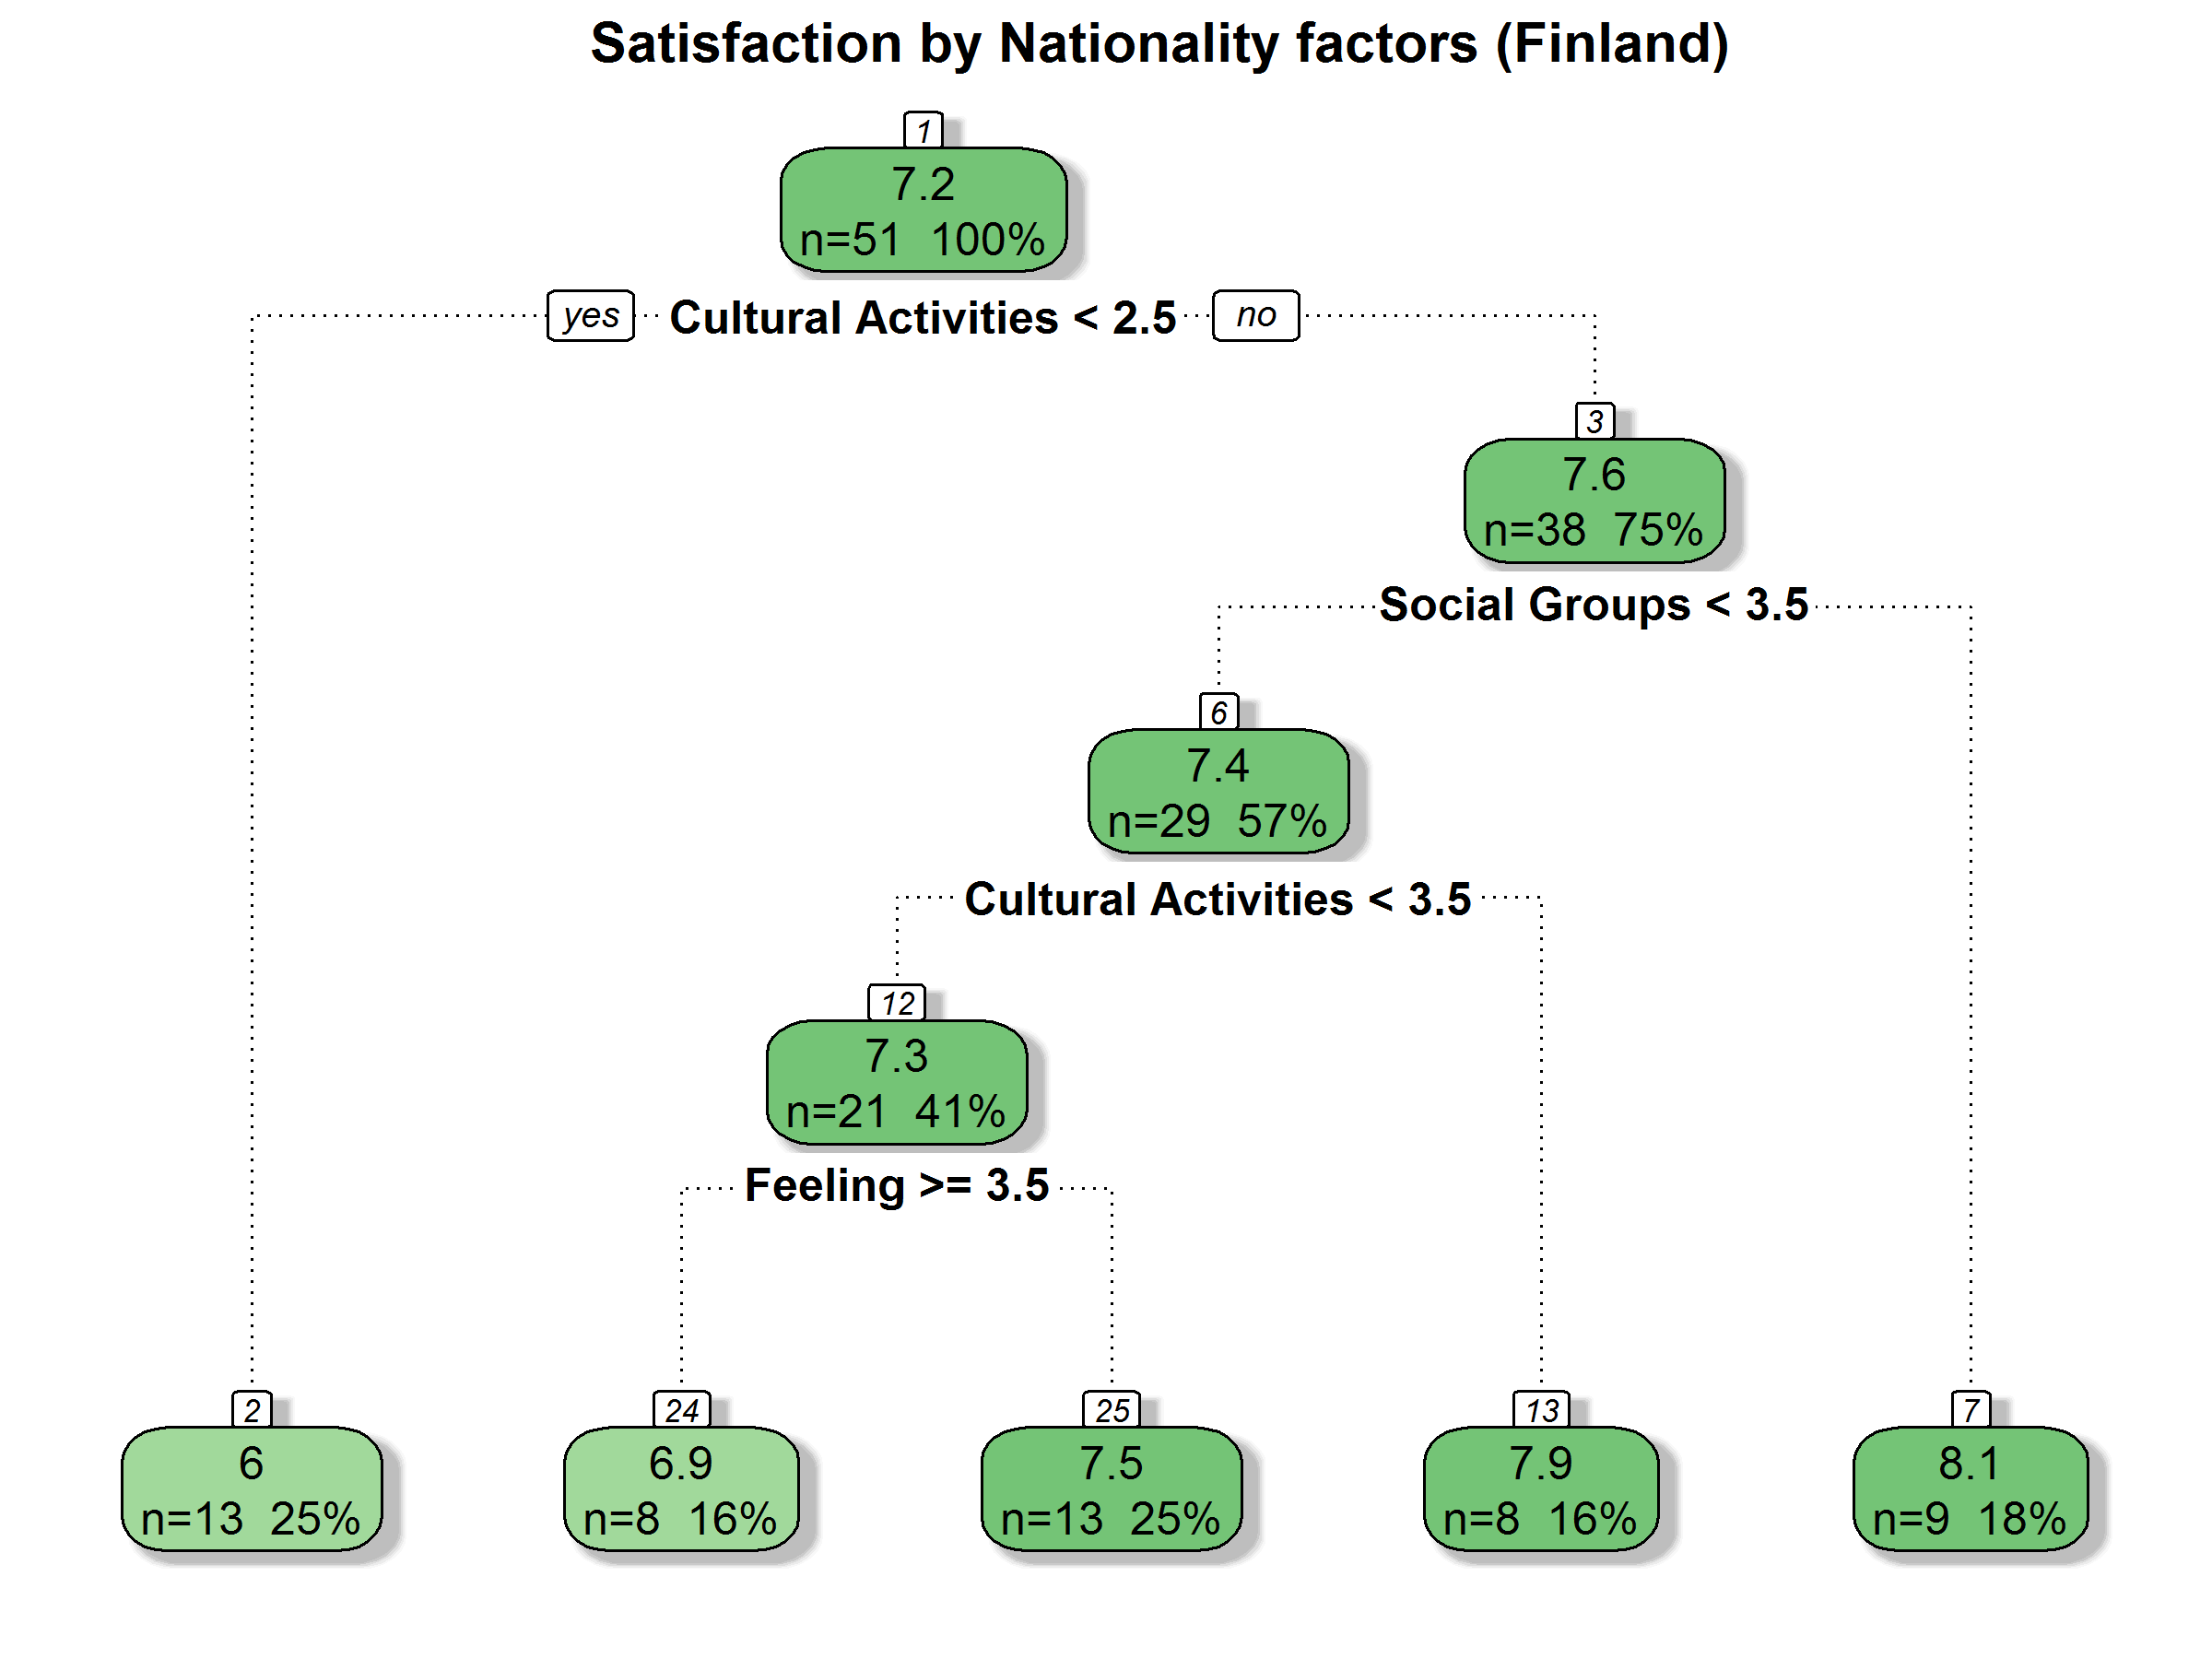 Satisfaction by Nationality factors (Finland)
1
7.2
n=51 100%
yes Cultural Activities < 2.5 no
3
7.6
n=38 75%
Social Groups < 3.5
6
7.4
n=29 57%
Cultural Activities < 3.5
12
7.3
n=21 41%
Feeling >= 3.5
2
6
n=13 25%
24
6.9
n=8 16%
25
7.5
n=13 25%
13
7.9
n=8 16%
7
8.1
n=9 18%